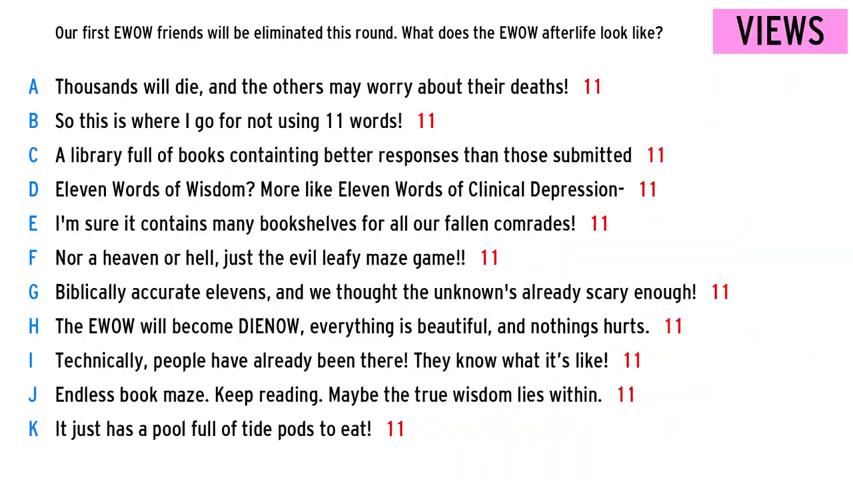 Our first EWOW friends will be eliminated this round. What does the EWOW afterlife look like?
VIEWS
A Thousands will die, and the others may worry about their deaths! 11
B So this is where I go for not using 11 words! 11
C A library full of books containting better responses than those submitted 11
D Eleven Words of Wisdom? More like Eleven Words of Clinical Depression- 11
E I'm sure it contains many bookshelves for all our fallen comrades! 11
F Nor a heaven or hell, just the evil leafy maze game!! 11
G Biblically accurate elevens, and we thought the unknown's already scary enough! 11
H The EWOW will become DIENOW, everything is beautiful, and nothings hurts. 11
I Technically, people have already been there! They know what it’s like! 11
J Endless book maze. Keep reading. Maybe the true wisdom lies within. 11
K It just has a pool full of tide pods to eat! 11